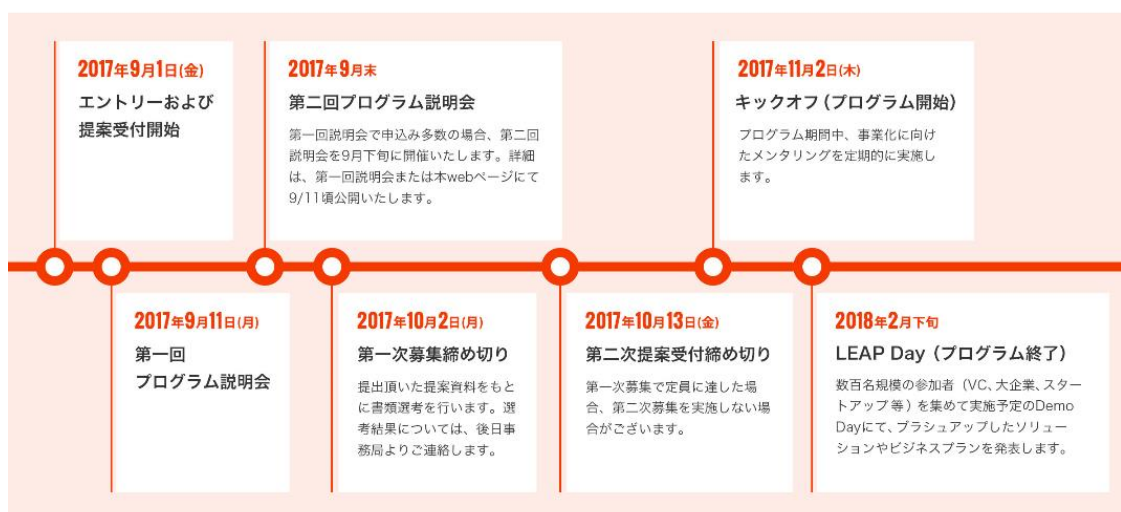 2017年9月1日(金)
エントリーおよび
提案受付開始
2017年9月11日(月)
第一回
プログラム説明会
2017年9月末
第二回プログラム説明会
第一回説明会で申込み多数の場合、第二回
説明会を9月下旬に開催いたします。詳細
は、第一回説明会または本webページにて
9/11頃公開いたします。
2017年10月2日(月)
第一次募集締め切り
提出頂いた提案資料をもと
に書類選考を行います。選
考結果については、後日事
務局よりご連絡します。
2017年10月13日(金)
第二次提案受付締め切り
第一次募集で定員に達した場
合、第二次募集を実施しない場
合がございます。
2017年11月2日(木)
キックオフ(プログラム開始)
プログラム期間中、事業化に向け
たメンタリングを定期的に実施し
ます。
2018年2月下旬
LEAP Day(プログラム終了)
数百名規模の参加者(VC、大企業、スター
トアップ等)を集めて実施予定のDemo
Dayにて、ブラシュアップしたソリュー
ションやビジネスプランを発表します。